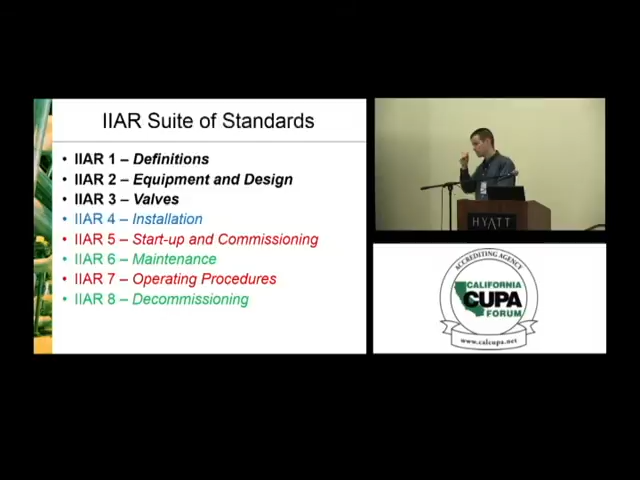 IIAR Suite of Standards
• IIAR 1 – Definitions
• IIAR 2 – Equipment and Design
• IIAR 3 – Valves
• IIAR 4 – Installation
• IIAR 5 – Start-up and Commissioning
• IIAR 6 – Maintenance
• IIAR 7 – Operating Procedures
• IIAR 8 – Decommissioning
HYATT
ACCREDITING AGENCY
CALIFORNIA
CUPA
FORUM
www.calcupa.net